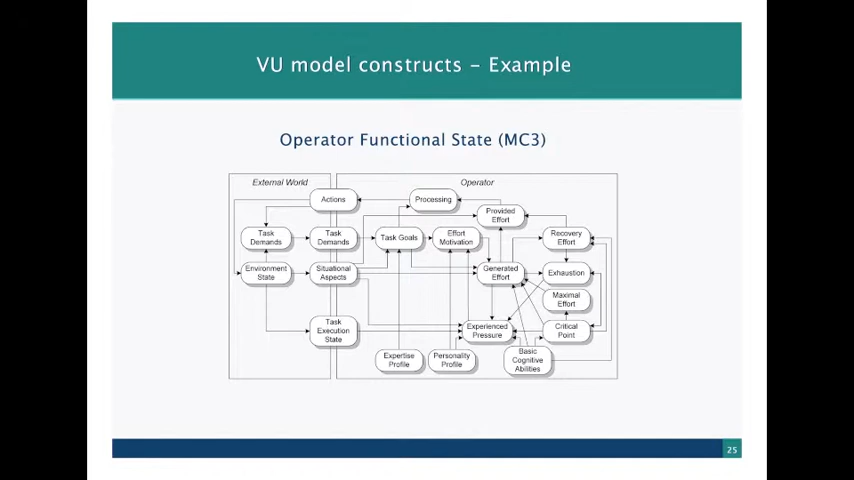 VU model constructs – Example
Operator Functional State (MC3)
External World
Operator
Actions
Processing
Provided
Effort
Task
Demands
Task
Demands
Task Goals
Effort
Motivation
Recovery
Effort
Environment
State
Situational
Aspects
Generated
Effort
Exhaustion
Maximal
Effort
Task
Execution
State
Experienced
Pressure
Critical
Point
Expertise
Profile
Personality
Profile
Basic
Cognitive
Abilities
25